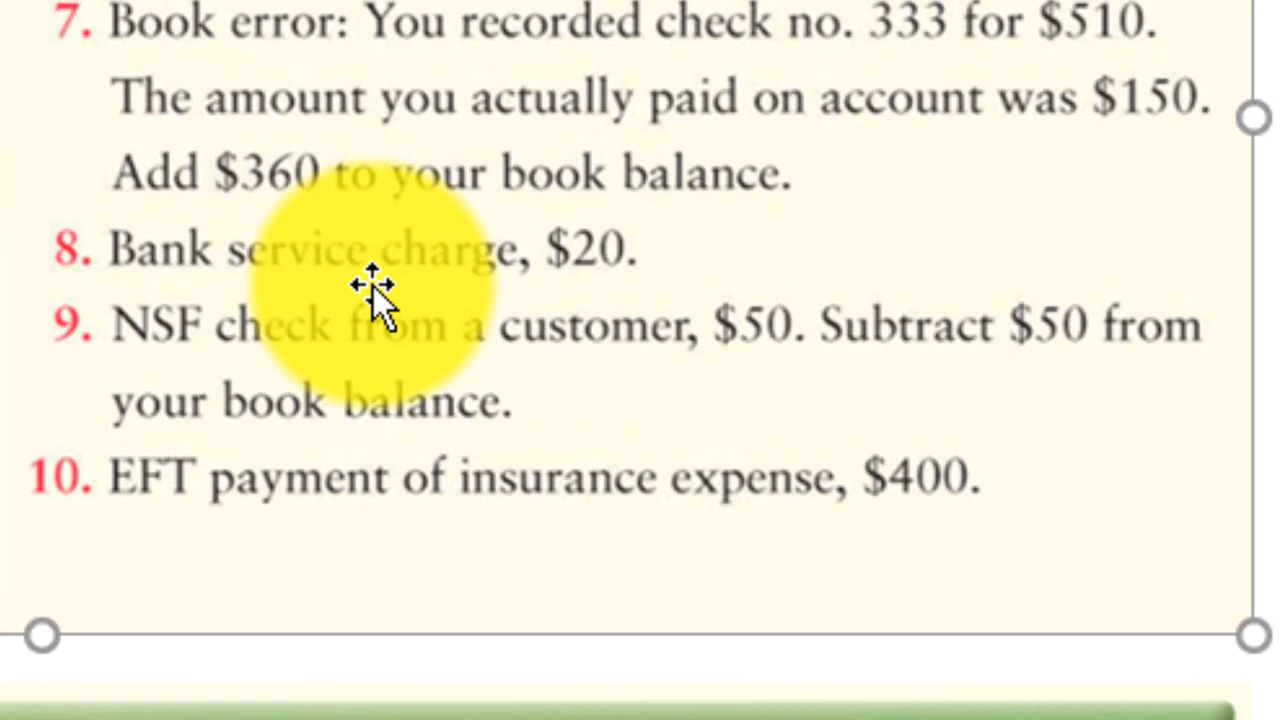 7. Book error: You recorded check no. 333 for $510.
The amount you actually paid on account was $150.
Add $360 to your book balance.
8. Bank service charge, $20.
9. NSF check from a customer, $50. Subtract $50 from
your book balance.
10. EFT payment of insurance expense, $400.